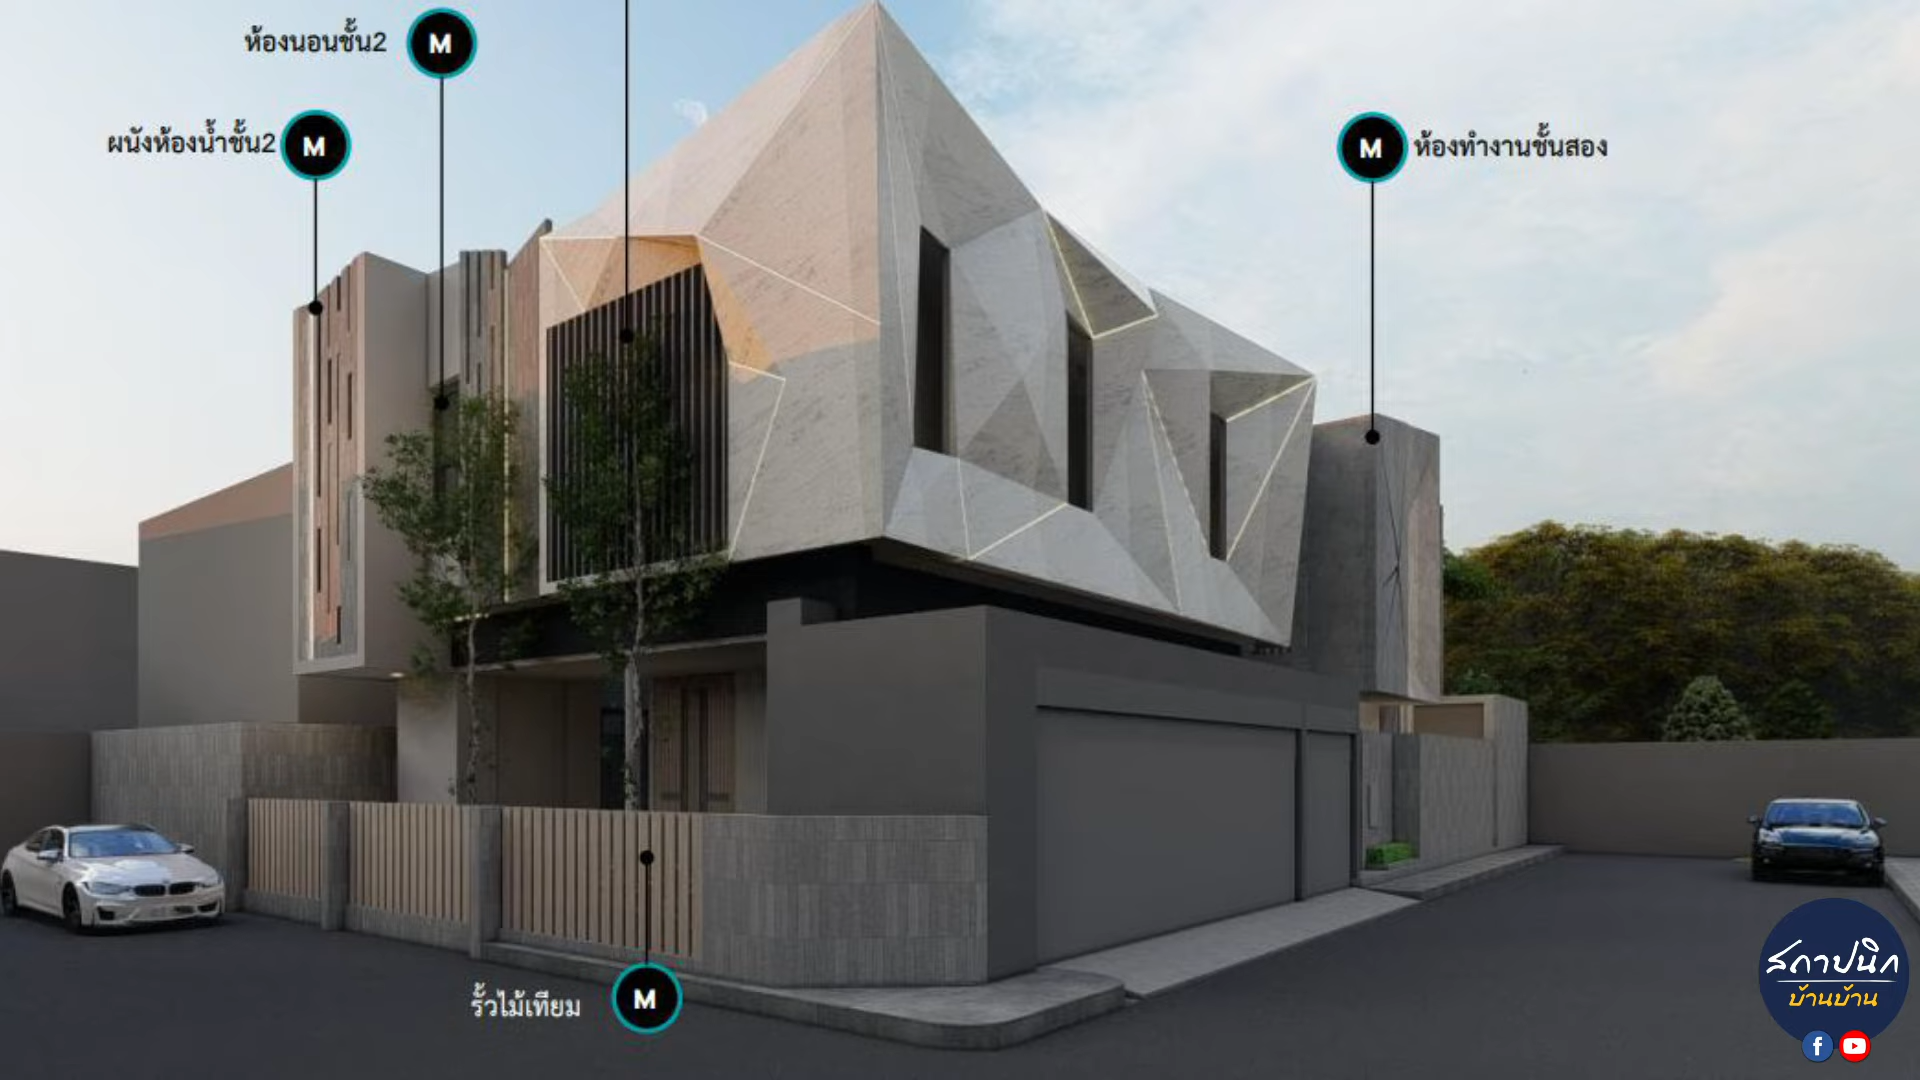 ห้องนอนชั้น2
M
ผนังห้องน้ำชั้น2
M
M
ห้องทำงานชั้นสอง
รั้วไม้เทียม
M
สถาปนิก
บ้านบ้าน
f